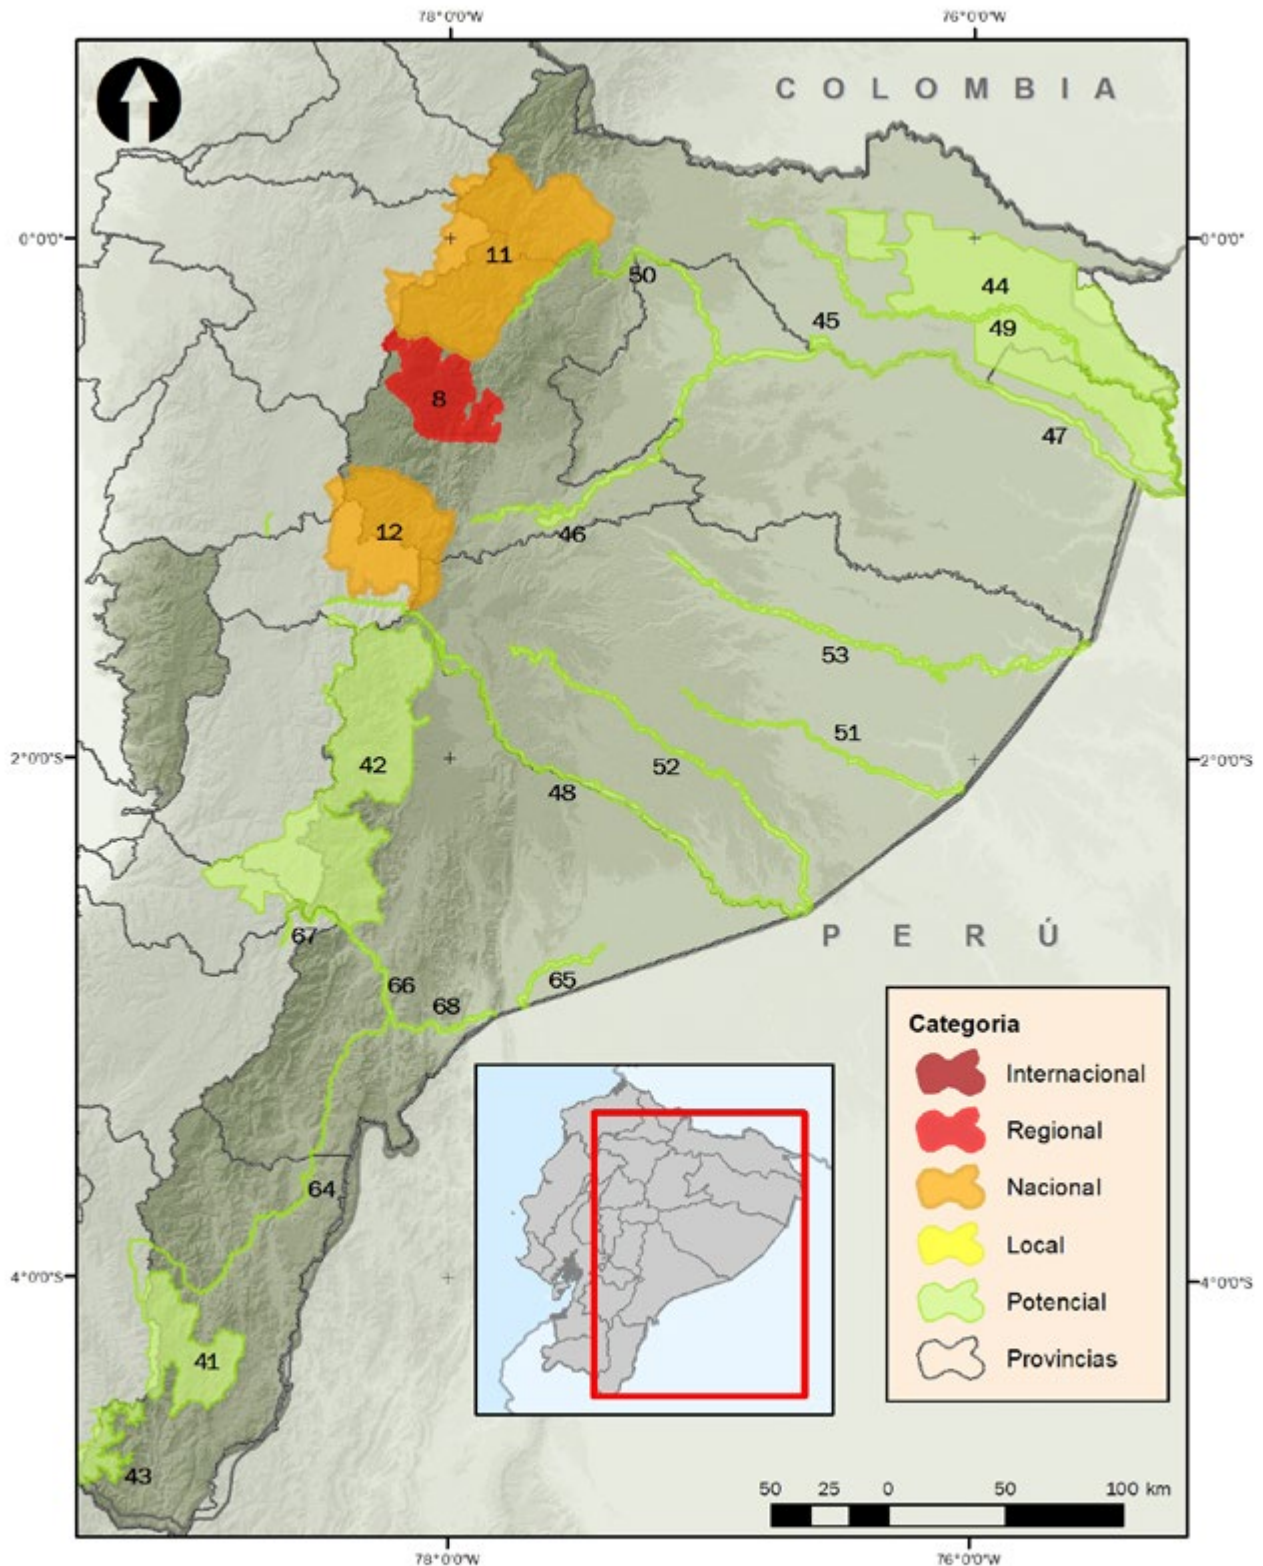 78°0'0"W
76°0'0"W
COLOMBIA
0°0'0"
0°0'0"
11
50
44
45
49
8
47
12
46
53
51
42
52
2°0'0"S
2°0'0"S
48
PERÚ
67
65
66
68
Categoria
Internacional
Regional
Nacional
Local
Potencial
Provincias
64
4°0'0"S
4°0'0"S
41
43
50 25 0 50 100 km
78°0'0"W
76°0'0"W